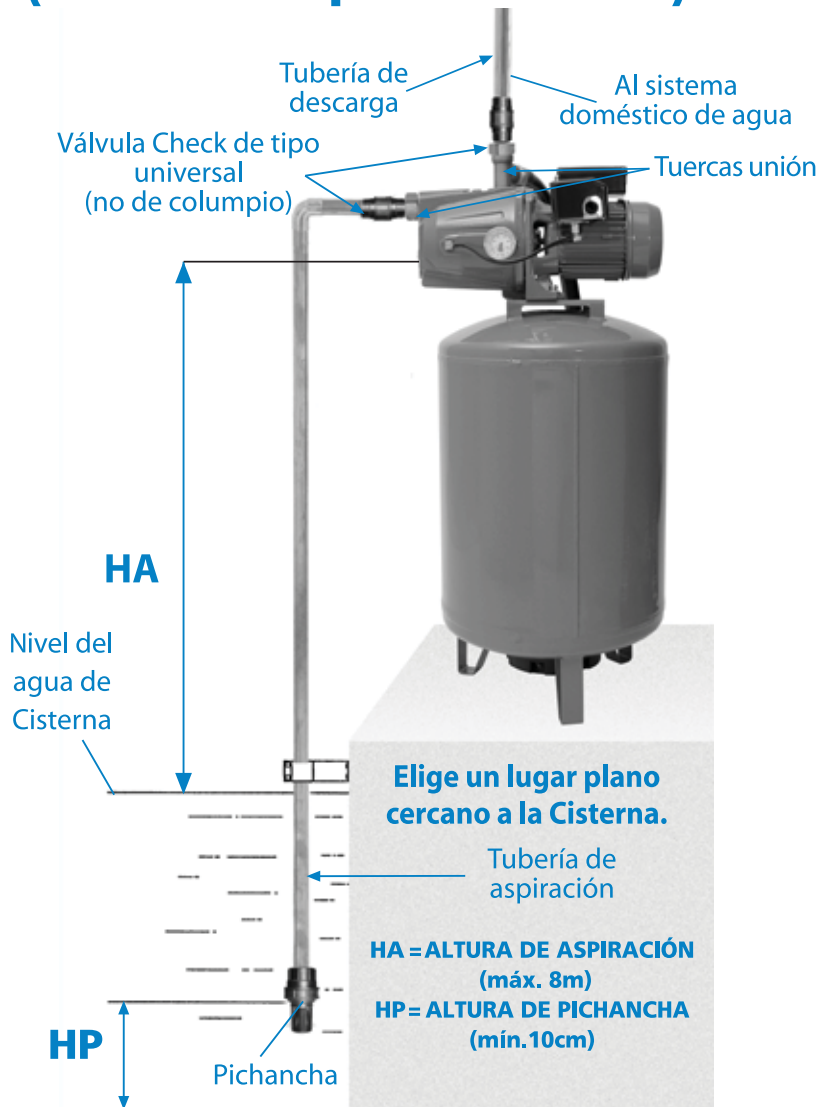 Tubería de
descarga
Al sistema
doméstico de agua
Válvula Check de tipo
universal
(no de columpio)
Tuercas unión
HA
Nivel del
agua de
Cisterna
Elige un lugar plano
cercano a la Cisterna.
Tubería de
aspiración
HA = ALTURA DE ASPIRACIÓN
(máx. 8m)
HP= ALTURA DE PICHANCHA
(mín.10cm)
HP
Pichancha